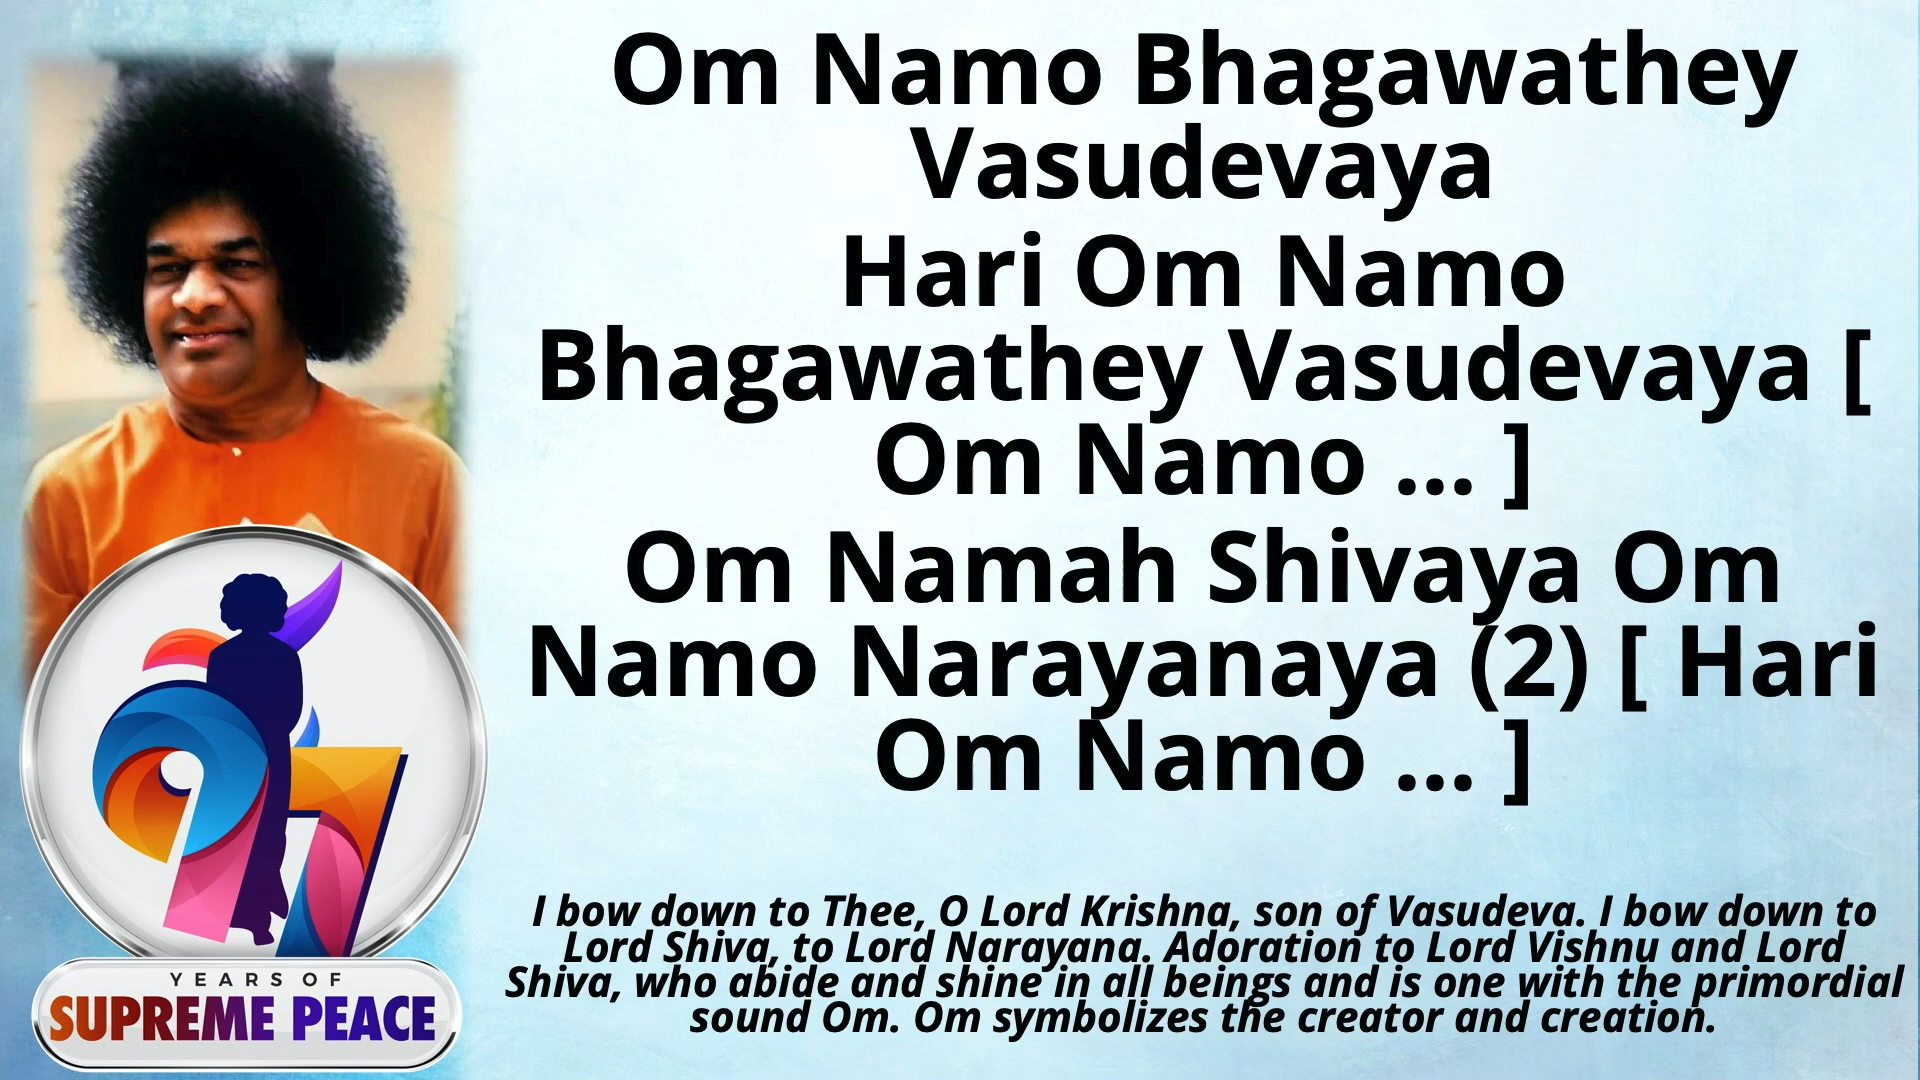 Om Namo Bhagawathey
Vasudevaya
Hari Om Namo
Bhagawathey Vasudevaya [
Om Namo ... ]
Om Namah Shivaya Om
Namo Narayanaya (2) [ Hari
Om Namo ... ]
I bow down to Thee, O Lord Krishna, son of Vasudeva. I bow down to
Lord Shiva, to Lord Narayana. Adoration to Lord Vishnu and Lord
Shiva, who abide and shine in all beings and is one with the primordial
sound Om. Om symbolizes the creator and creation.
97
YEARS OF
SUPREME PEACE